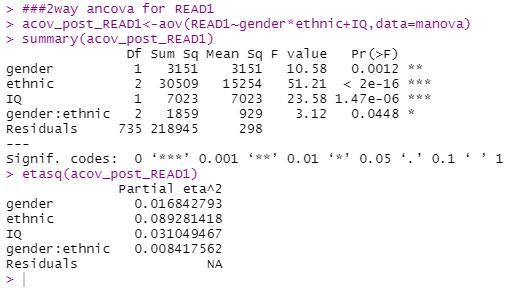 > ###2way ancova for READ1
> acov_post_READ1<-aov(READ1~gender*ethnic+IQ,data=manova)
> summary(acov_post_READ1)
Df Sum Sq Mean Sq F value Pr(>F)
gender 1 3151 3151 10.58 0.0012 **
ethnic 2 30509 15254 51.21 < 2e-16 ***
IQ 1 7023 7023 23.58 1.47e-06 ***
gender:ethnic 2 1859 929 3.12 0.0448 *
Residuals 735 218945 298
---
Signif. codes: 0 ‘***’ 0.001 ‘**’ 0.01 ‘*’ 0.05 ‘.’ 0.1 ‘ ’ 1
> etasq(acov_post_READ1)
Partial eta^2
gender 0.016842793
ethnic 0.089281418
IQ 0.031049467
gender:ethnic 0.008417562
Residuals NA
>